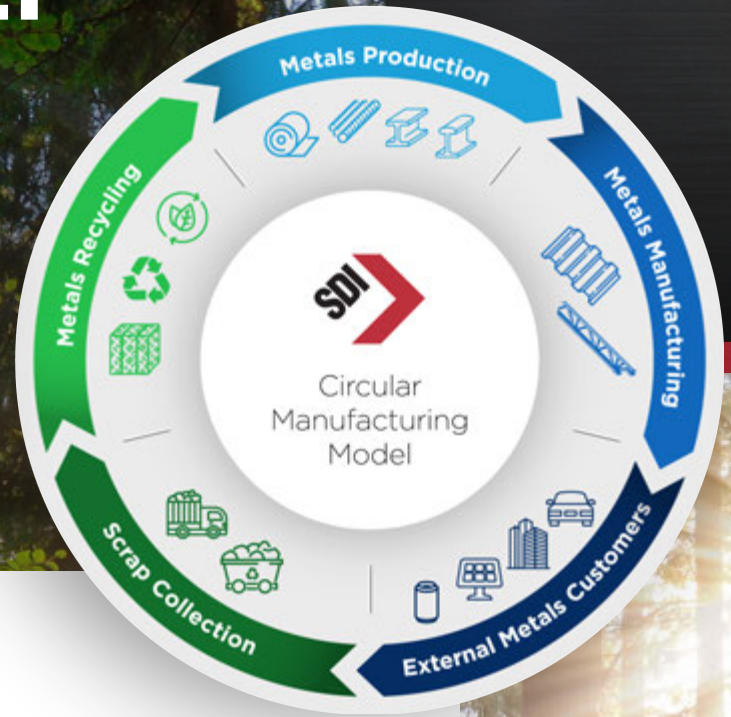 Metals Production
Metals Manufacturing
External Metals Customers
Scrap Collection
Metals Recycling
SDI
Circular
Manufacturing
Model